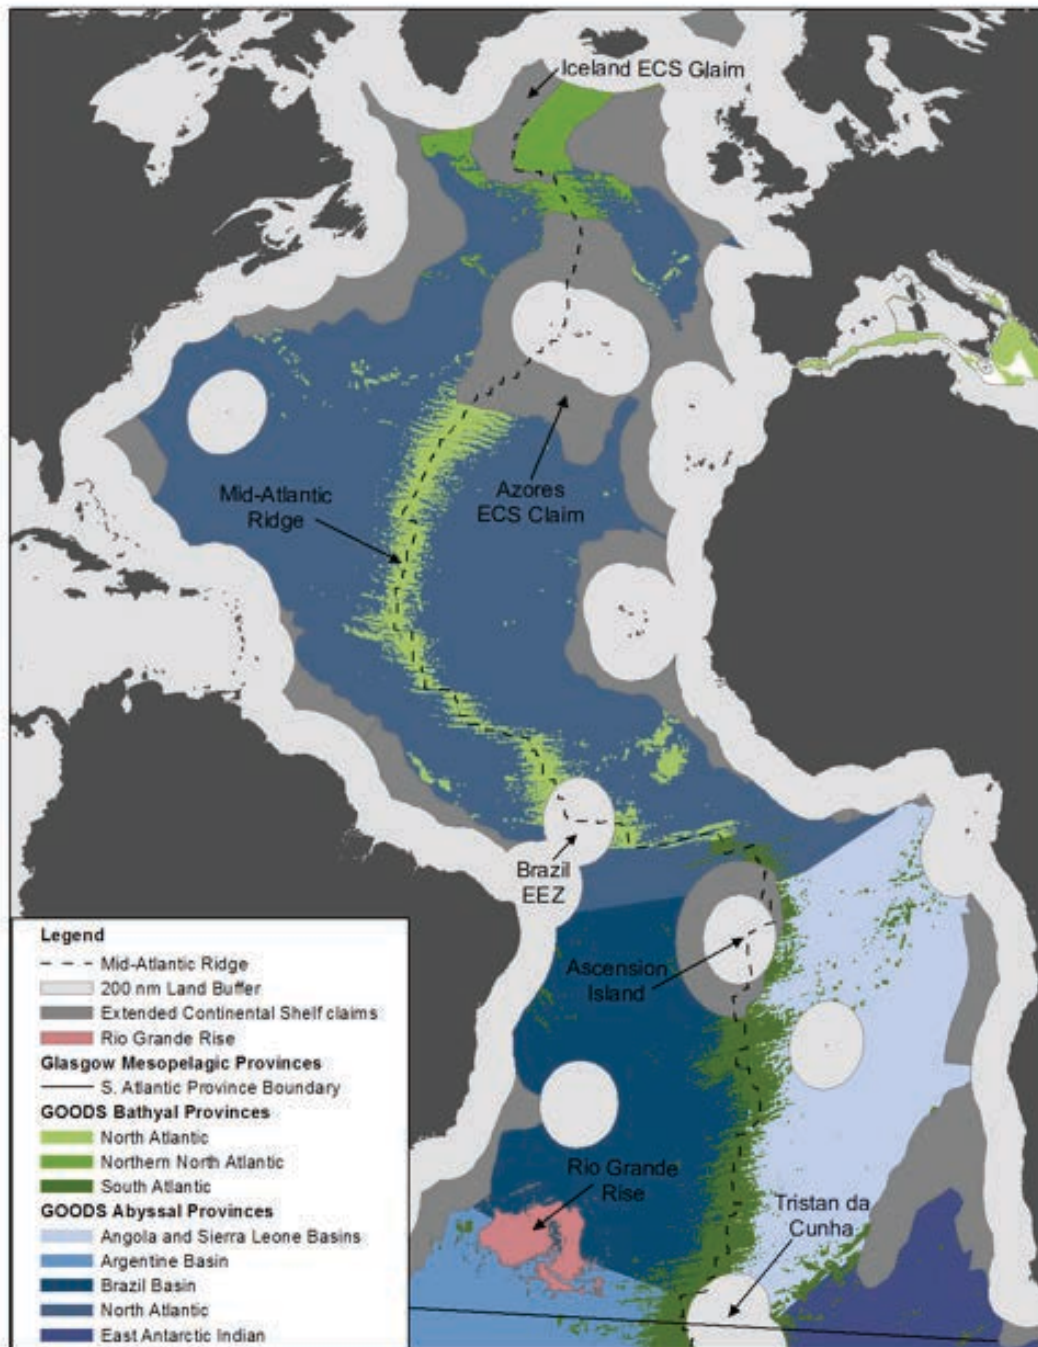 Iceland ECS Glaim
Mid-Atlantic
Ridge
Azores
ECS Claim
Brazil
EEZ
Ascension
Island
Rio Grande
Rise
Tristan da
Cunha
Legend
Mid-Atlantic Ridge
200 nm Land Buffer
Extended Continental Shelf claims
Rio Grande Rise
Glasgow Mesopelagic Provinces
S. Atlantic Province Boundary
GOODS Bathyal Provinces
North Atlantic
Northern North Atlantic
South Atlantic
GOODS Abyssal Provinces
Angola and Sierra Leone Basins
Argentine Basin
Brazil Basin
North Atlantic
East Antarctic Indian